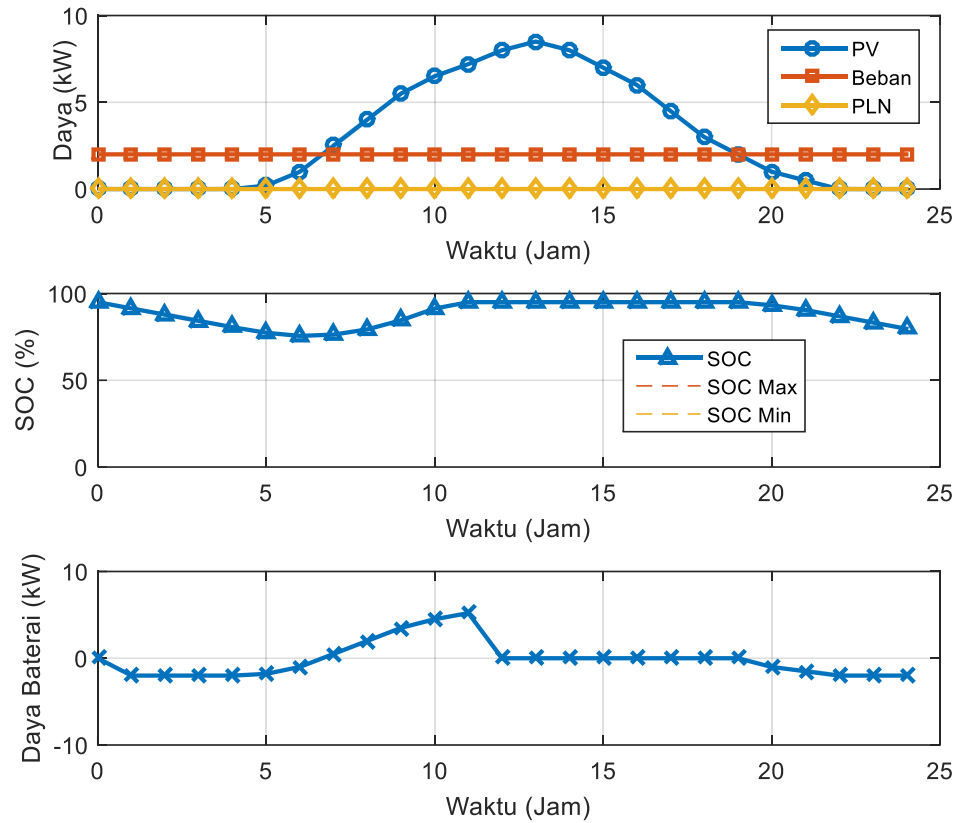 10
5
0
Daya (kW)
PV
Beban
PLN
0 5 10 15 20 25
Waktu (Jam)
100
50
0
SOC (%)
SOC
SOC Max
SOC Min
0 5 10 15 20 25
Waktu (Jam)
10
0
-10
Daya Baterai (kW)
0 5 10 15 20 25
Waktu (Jam)